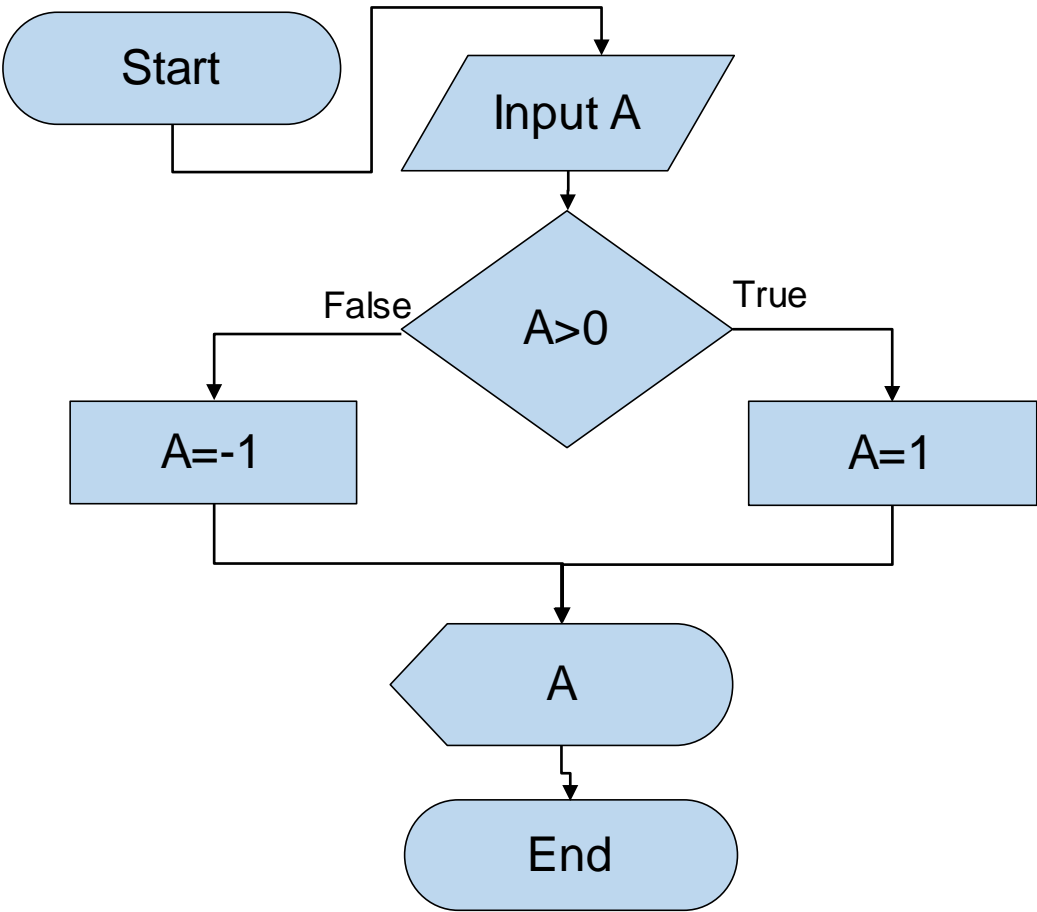 Start
Input A
A>0
False
True
A=-1
A=1
A
End